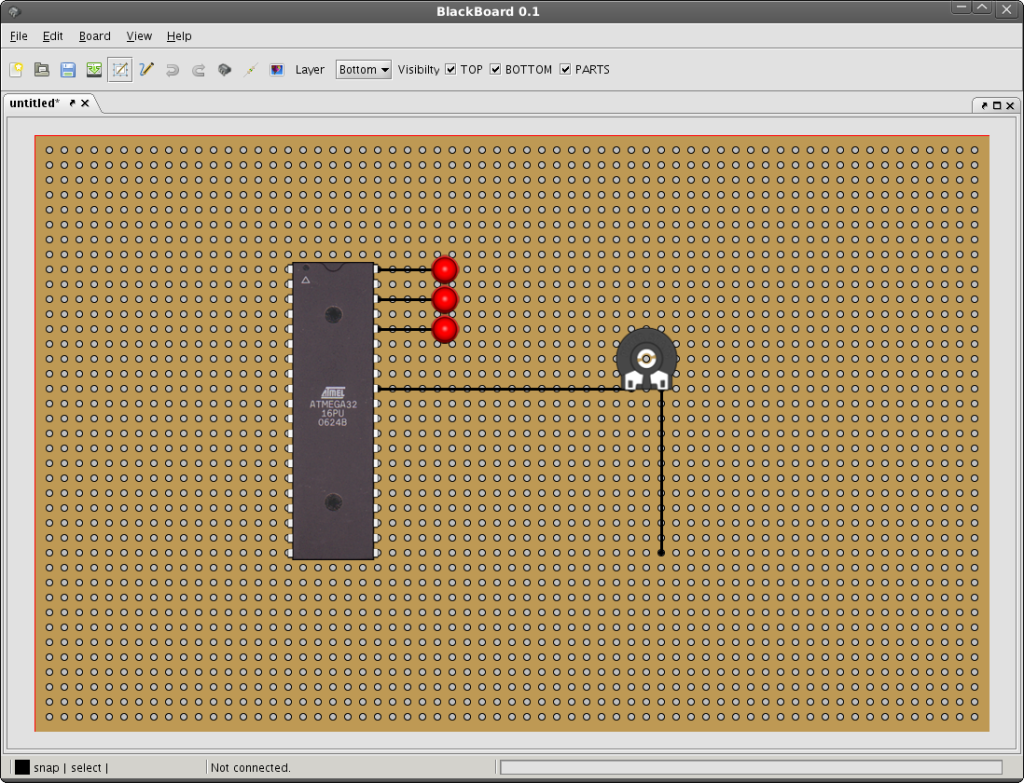 BlackBoard 0.1
File Edit Board View Help
Layer Bottom Visibilty TOP BOTTOM PARTS
untitled*
ATMEL
ATMEGA32
16PU
0624B
snap | select | Not connected.